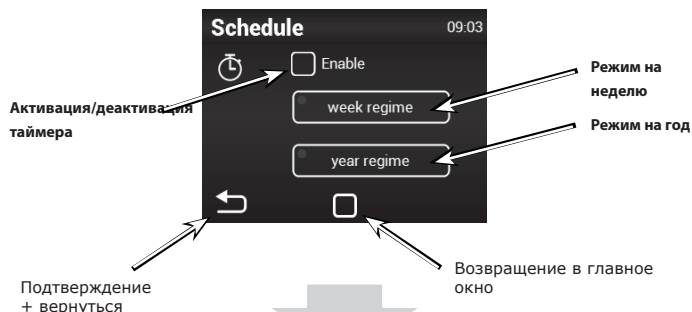 Schedule 09:03
Enable
Режим на
неделю
week regime
Активация/деактивация
таймера
Режим на год
year regime
Возвращение в главное
окно
Подтверждение
+ вернуться